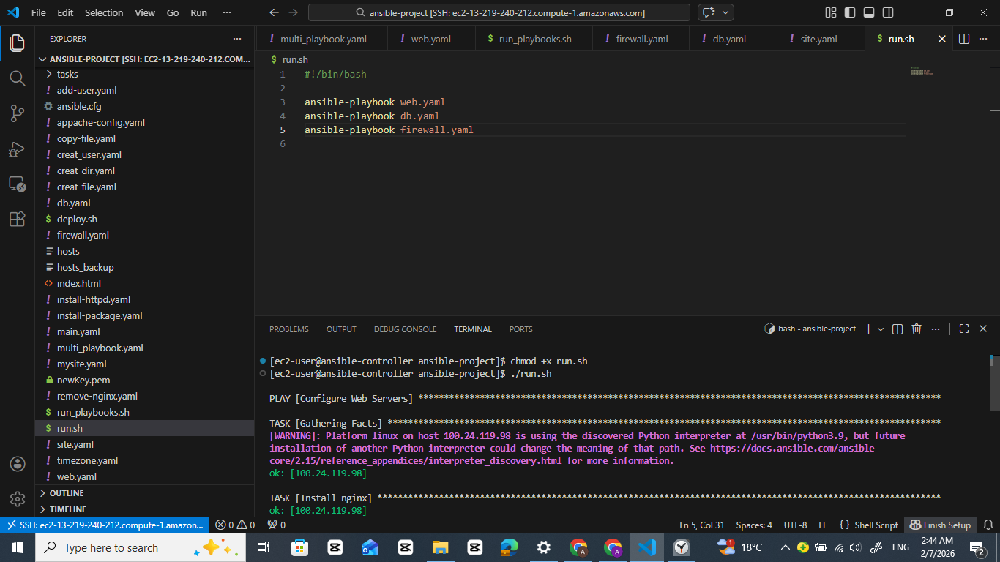 File Edit Selection View Go Run ···
ansible-project [SSH: ec2-13-219-240-212.compute-1.amazonaws.com]
EXPLORER
ANSIBLE-PROJECT [SSH: EC2-13-219-240-212.COM...
tasks
add-user.yaml
ansible.cfg
appache-config.yaml
copy-file.yaml
creat_user.yaml
creat-dir.yaml
creat-file.yaml
db.yaml
deploy.sh
firewall.yaml
hosts
hosts_backup
index.html
install-httpd.yaml
install-package.yaml
main.yaml
multi_playbook.yaml
mysite.yaml
newKey.pem
remove-nginx.yaml
run_playbooks.sh
run.sh
site.yaml
timezone.yaml
web.yaml
OUTLINE
TIMELINE
multi_playbook.yaml web.yaml run_playbooks.sh firewall.yaml db.yaml site.yaml run.sh
run.sh
1 #!/bin/bash
2
3 ansible-playbook web.yaml
4 ansible-playbook db.yaml
5 ansible-playbook firewall.yaml
6
PROBLEMS OUTPUT DEBUG CONSOLE TERMINAL PORTS
bash - ansible-project
[ec2-user@ansible-controller ansible-project]$ chmod +x run.sh
[ec2-user@ansible-controller ansible-project]$ ./run.sh
PLAY [Configure Web Servers] *****************************************************************************************************
TASK [Gathering Facts] ***********************************************************************************************************
[WARNING]: Platform linux on host 100.24.119.98 is using the discovered Python interpreter at /usr/bin/python3.9, but future
installation of another Python interpreter could change the meaning of that path. See https://docs.ansible.com/ansible-
core/2.15/reference_appendices/interpreter_discovery.html for more information.
ok: [100.24.119.98]
TASK [Install nginx] *************************************************************************************************************
ok: [100.24.119.98]
SSH: ec2-13-219-240-212.compute-1.amazon... 0 0 0
Ln 5, Col 31 Spaces: 4 UTF-8 LF { } Shell Script Finish Setup
Type here to search
1 18°C ENG
2:44 AM
2/7/2026
2